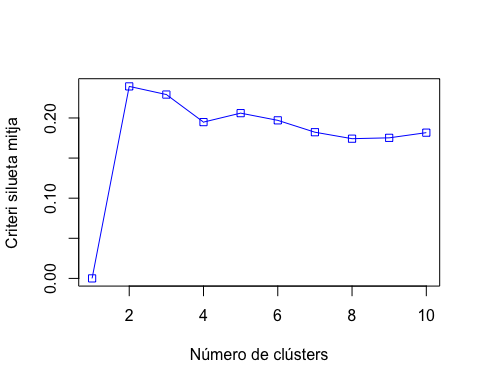 Criteri silueta mitja
0.20
0.10
0.00
2 4 6 8 10
Número de clústers